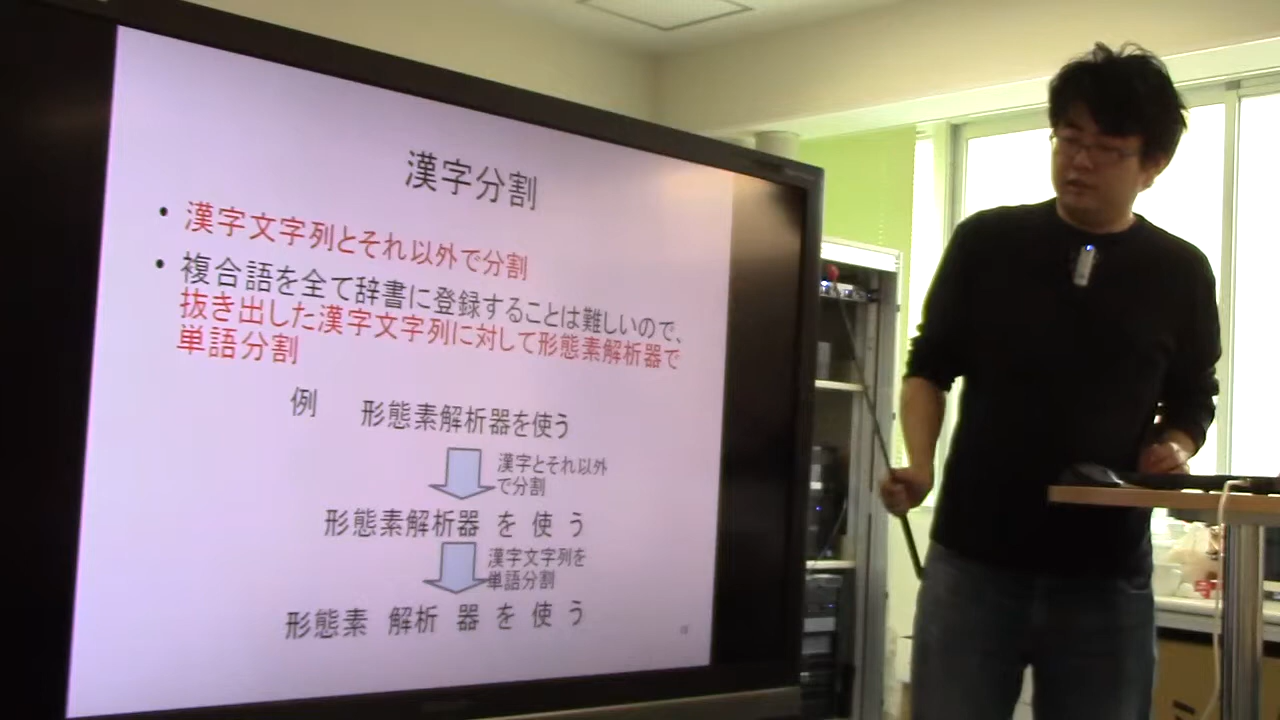 漢字分割
• 漢字文字列とそれ以外で分割
• 複合語を全て辞書に登録することは難しいので、
抜き出した漢字文字列に対して形態素解析器で
単語分割
例 形態素解析器を使う
漢字とそれ以外
で分割
形態素解析器 を 使 う
漢字文字列を
単語分割
形態素 解析 器 を 使 う